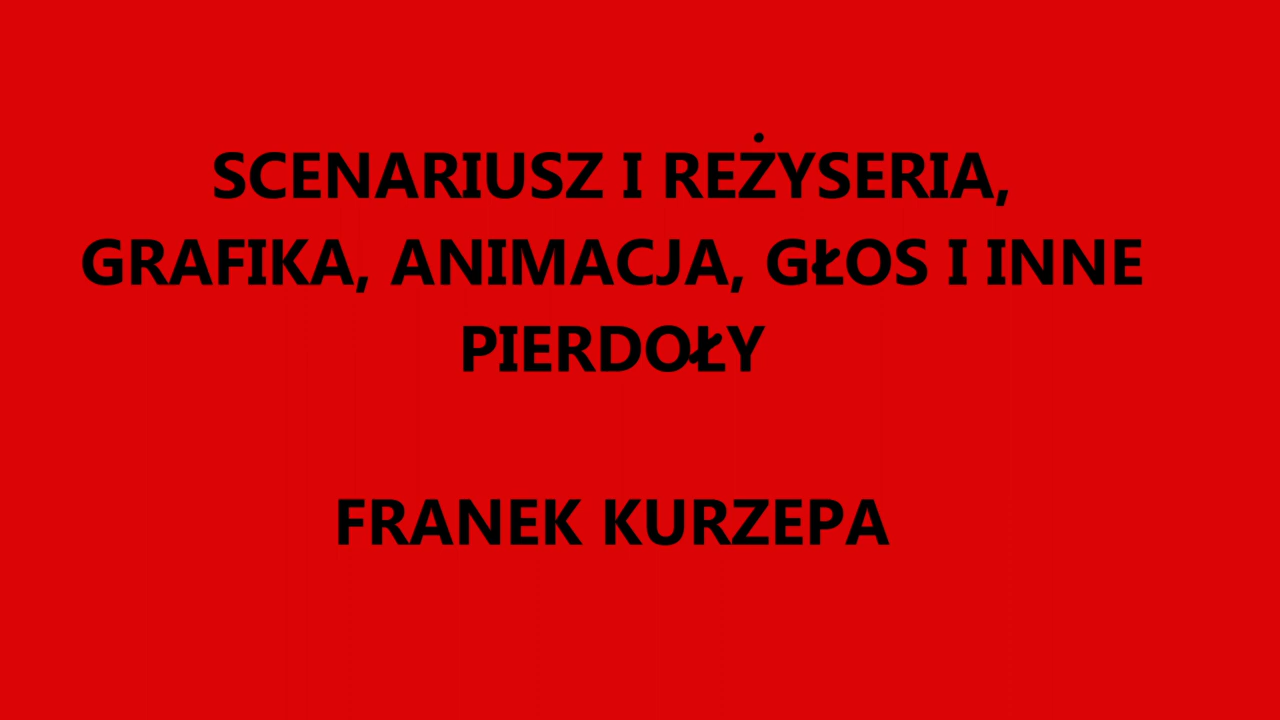 SCENARIUSZ I REŻYSERIA,
GRAFIKA, ANIMACJA, GŁOS I INNE
PIERDOŁY
FRANEK KURZEPA